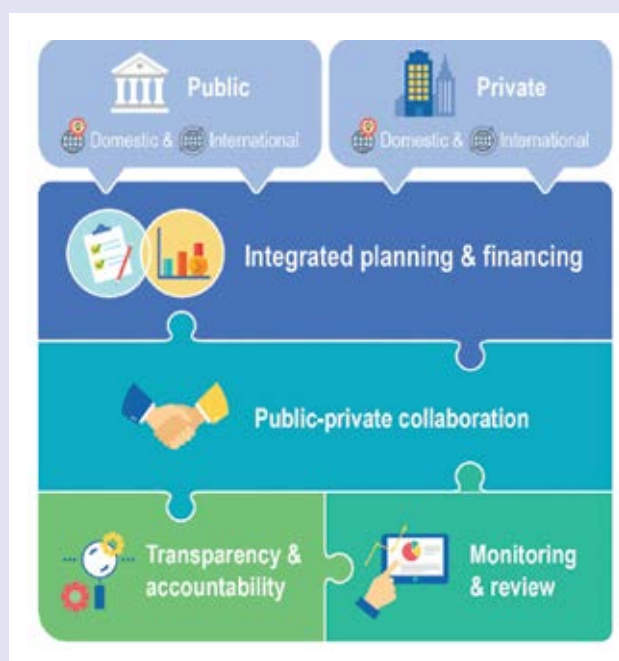 Public
Domestic & International
Private
Domestic & International
Integrated planning & financing
Public-private collaboration
Transparency &
accountability
Monitoring
& review